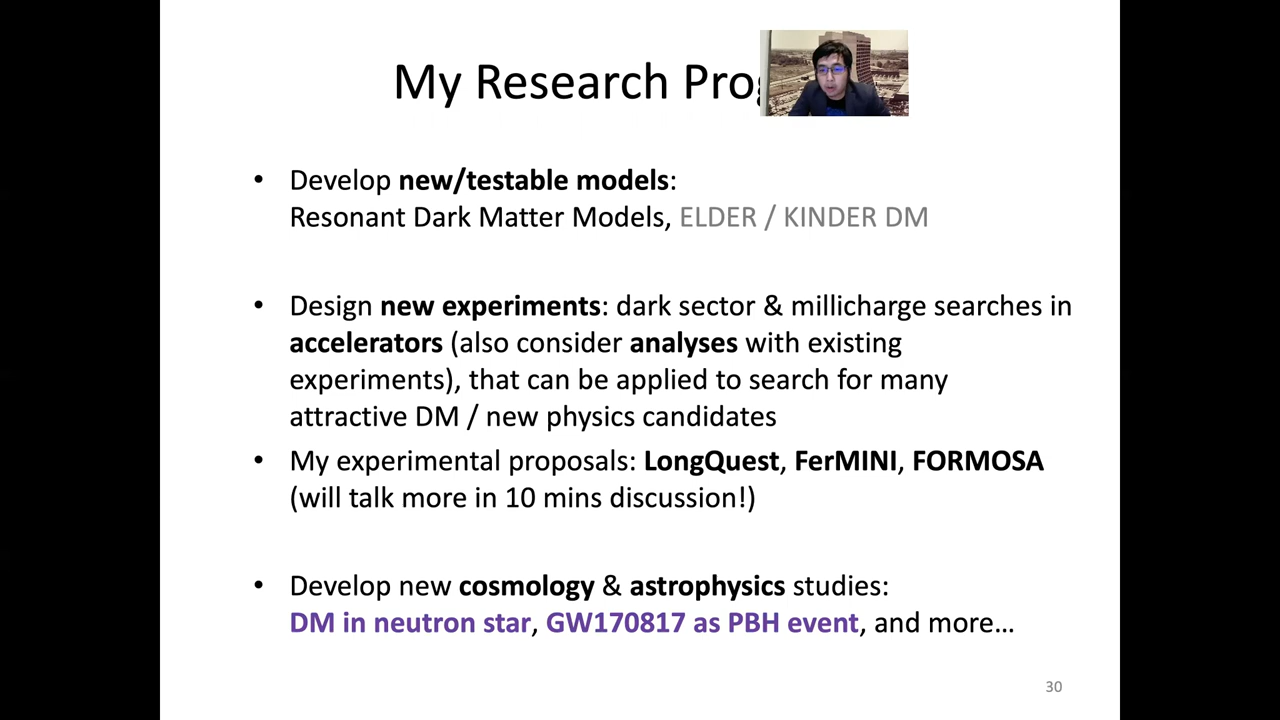 My Research Prog
• Develop new/testable models:
Resonant Dark Matter Models, ELDER / KINDER DM
• Design new experiments: dark sector & millicharge searches in
accelerators (also consider analyses with existing
experiments), that can be applied to search for many
attractive DM / new physics candidates
• My experimental proposals: LongQuest, FerMINI, FORMOSA
(will talk more in 10 mins discussion!)
• Develop new cosmology & astrophysics studies:
DM in neutron star, GW170817 as PBH event, and more…
30